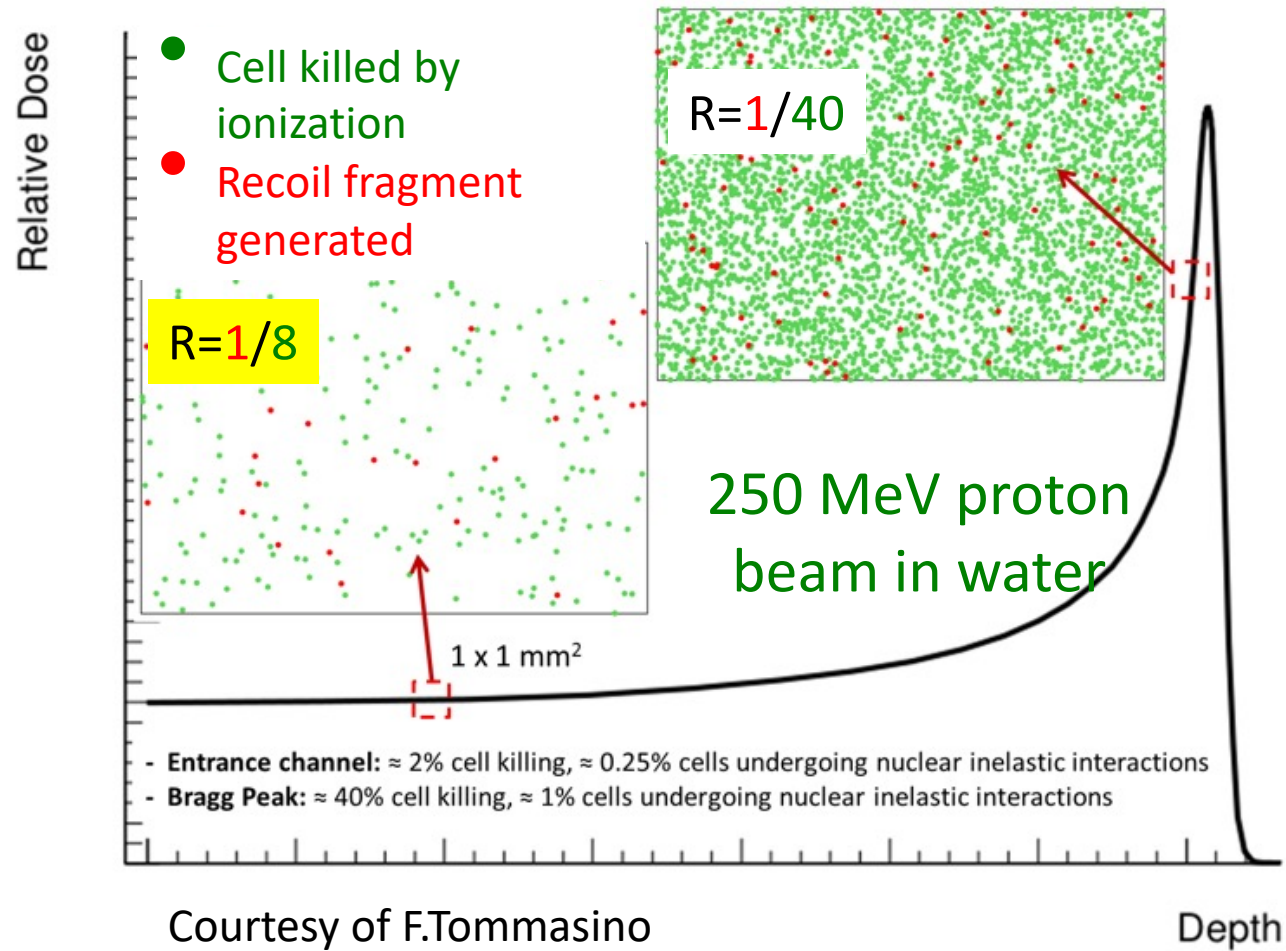 Relative Dose
Cell killed by
ionization
Recoil fragment
generated
R=1/40
R=1/8
250 MeV proton
beam in water
1 x 1 mm²
- Entrance channel: ≈ 2% cell killing, ≈ 0.25% cells undergoing nuclear inelastic interactions
- Bragg Peak: ≈ 40% cell killing, ≈ 1% cells undergoing nuclear inelastic interactions
Courtesy of F.Tommasino
Depth